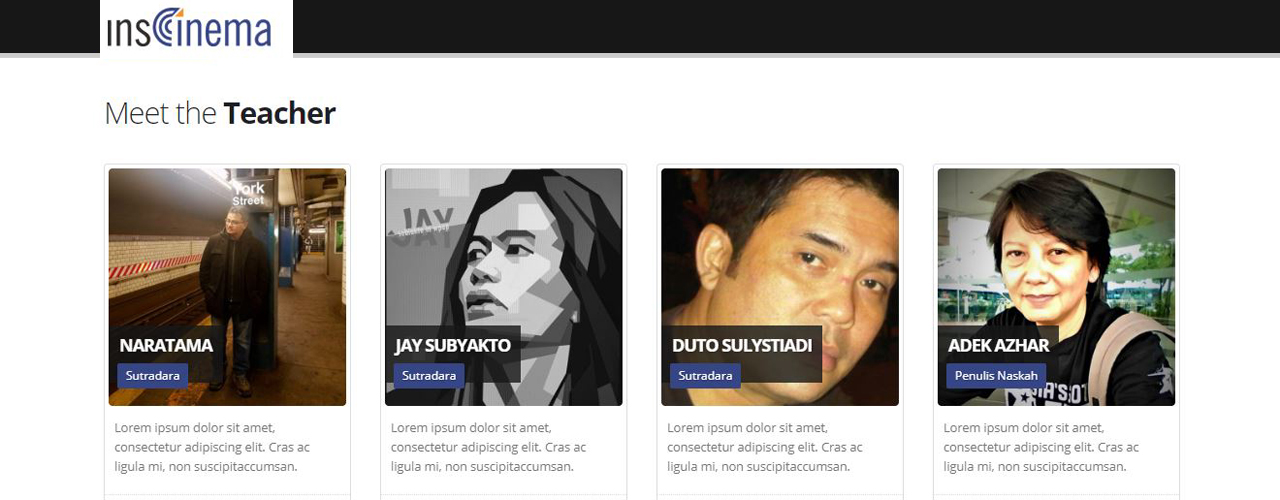 insCinema
Meet the Teacher
York
Street
JAY
NARATAMA
Sutradara
JAY SUBYAKTO
Sutradara
DUTO SULYSTIADI
Sutradara
ADEK AZHAR
Penulis Naskah
Lorem ipsum dolor sit amet,
consectetur adipiscing elit. Cras ac
ligula mi, non suscipitaccumsan.
Lorem ipsum dolor sit amet,
consectetur adipiscing elit. Cras ac
ligula mi, non suscipitaccumsan.
Lorem ipsum dolor sit amet,
consectetur adipiscing elit. Cras ac
ligula mi, non suscipitaccumsan.
Lorem ipsum dolor sit amet,
consectetur adipiscing elit. Cras ac
ligula mi, non suscipitaccumsan.